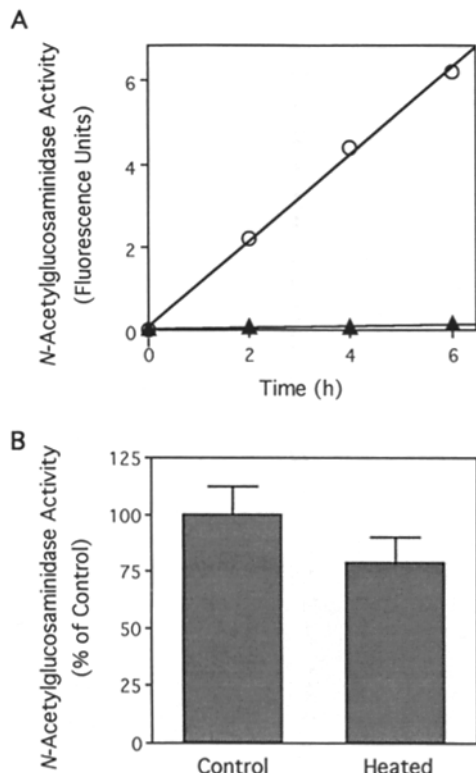 A
N-Acetylglucosaminidase Activity
(Fluorescence Units)
6
4
2
0
0 2 4 6
Time (h)
B
N-Acetylglucosaminidase Activity
(% of Control)
125
100
75
50
25
0
Control Heated